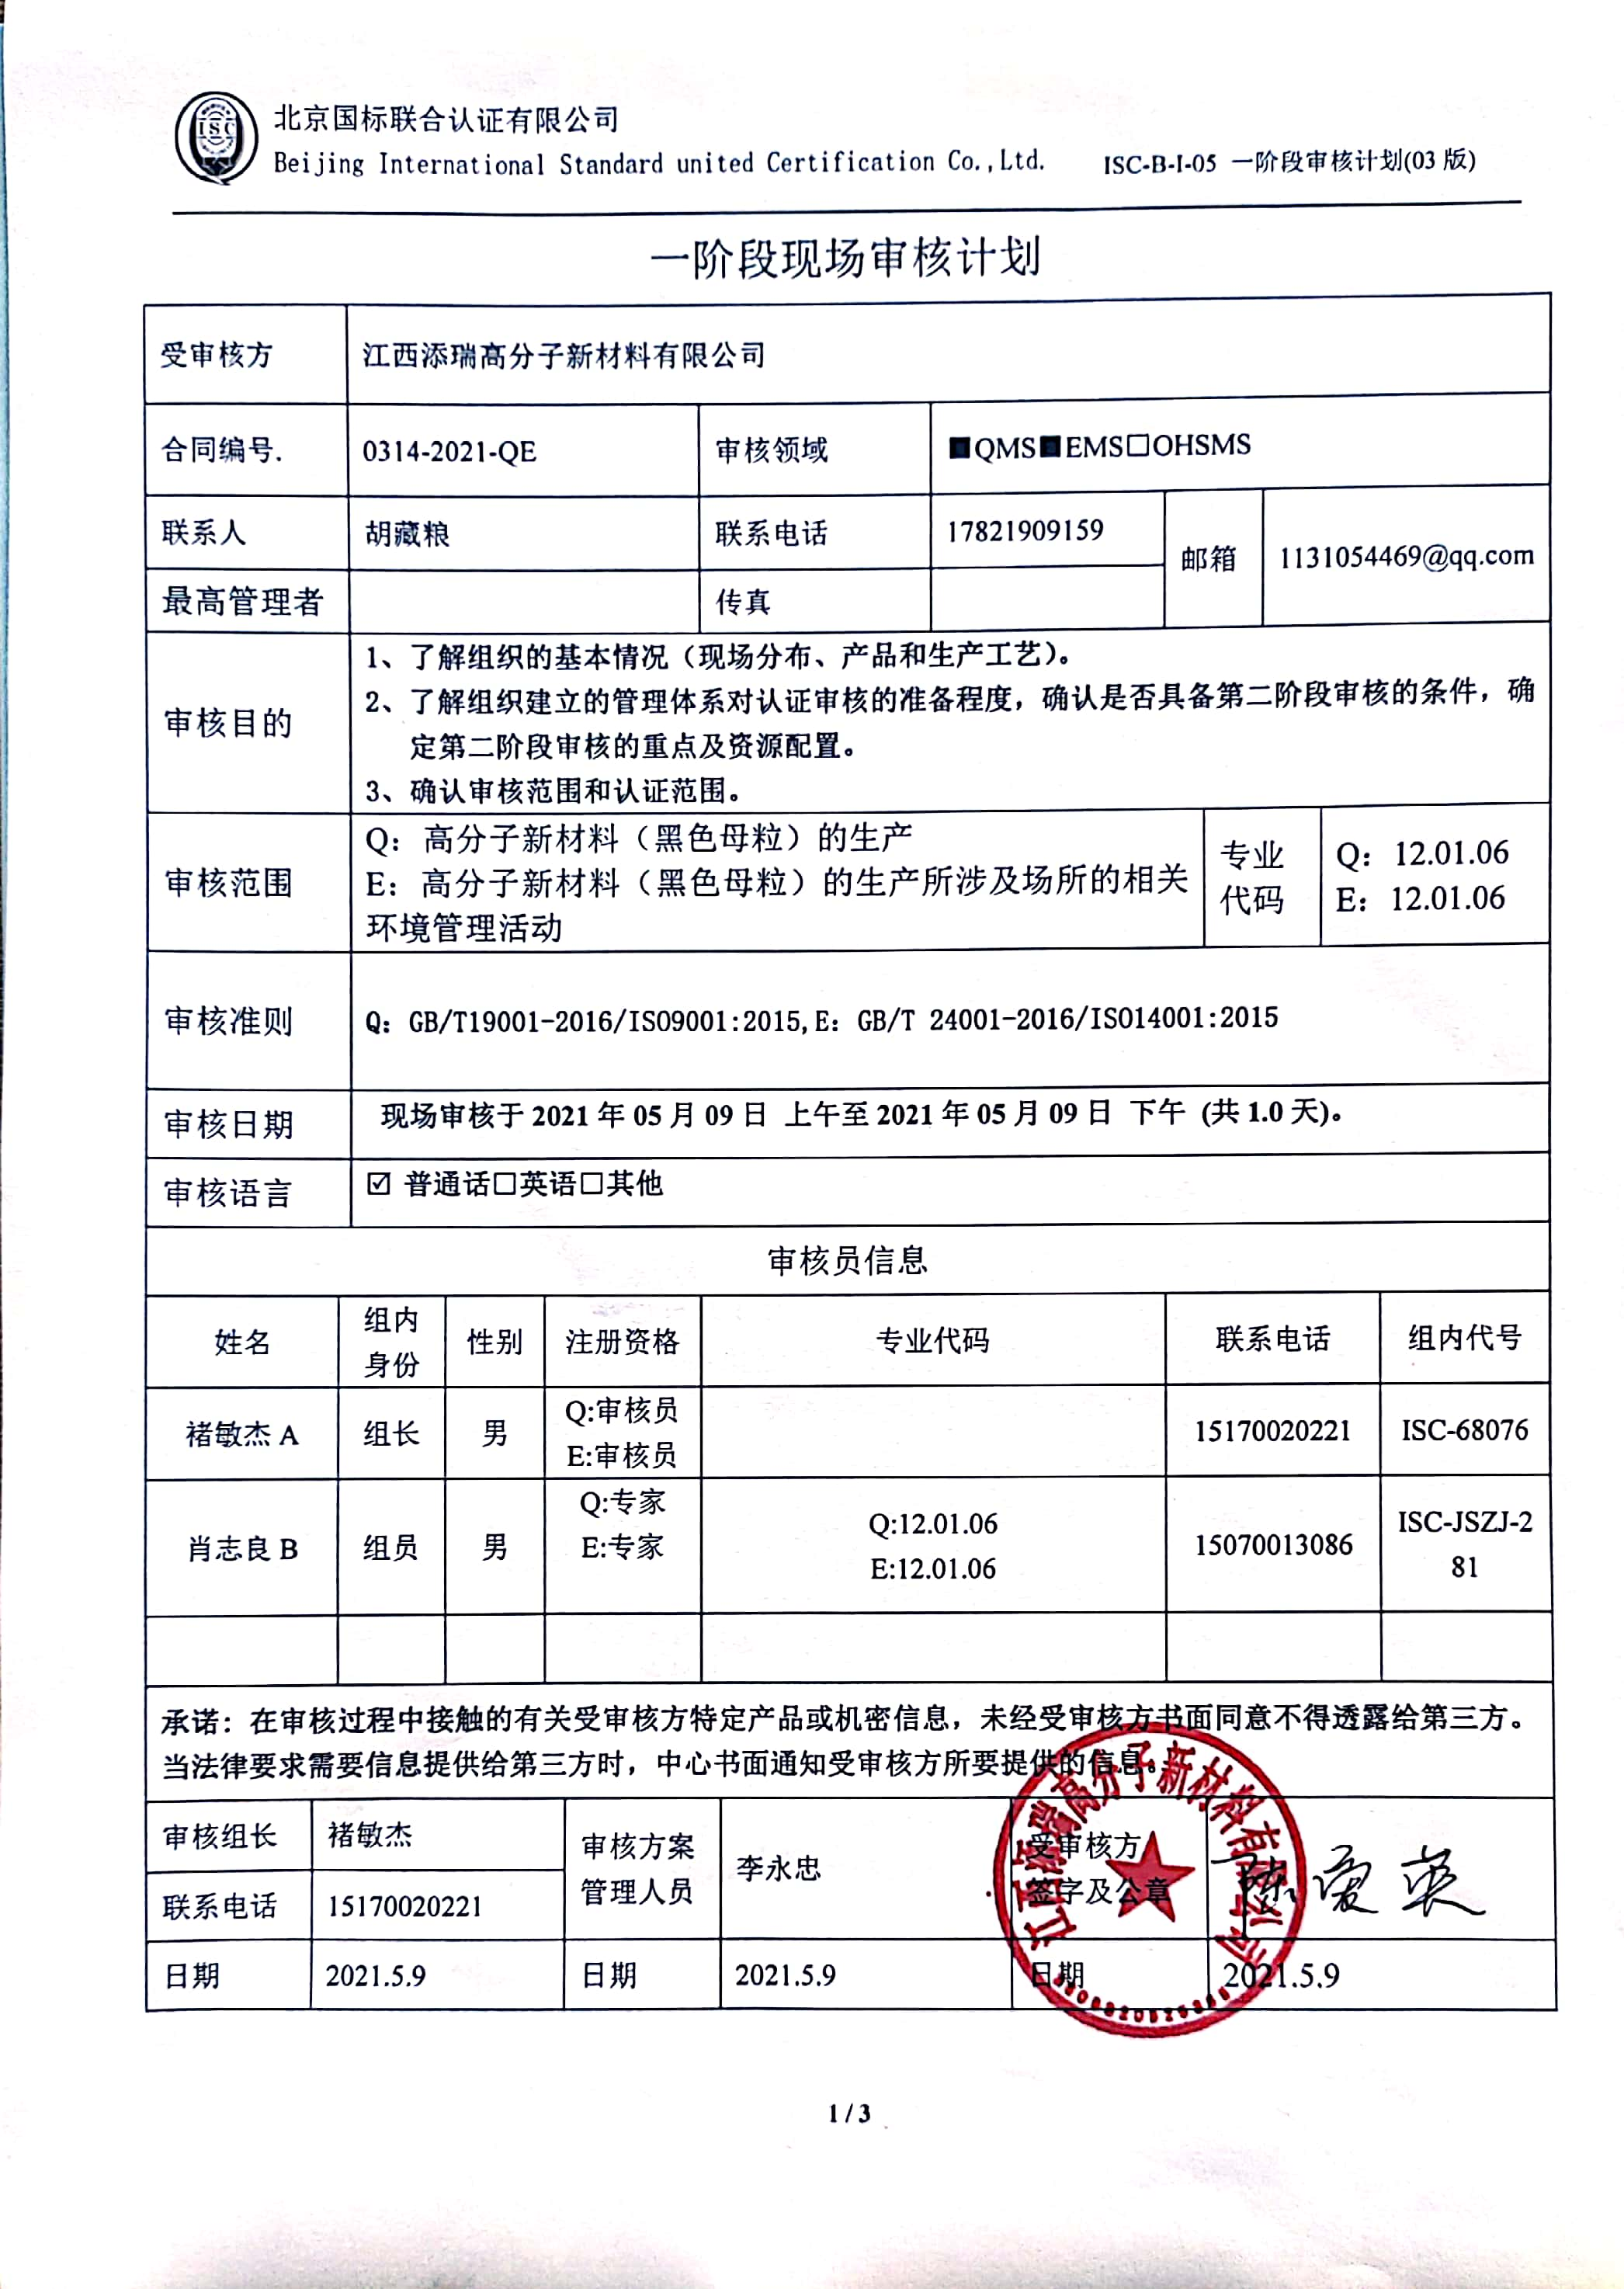 ISC
北京国标联合认证有限公司
Beijing International Standard united Certification Co.,Ltd. ISC-B-I-05 一阶段审核计划(03 版)
一阶段现场审核计划
受审核方 江西添瑞高分子新材料有限公司
合同编号. 0314-2021-QE 审核领域 ■QMS■EMS□OHSMS
联系人 胡藏粮 联系电话 17821909159 邮箱 1131054469@qq.com
最高管理者 传真
审核目的
1、了解组织的基本情况（现场分布、产品和生产工艺）。
2、了解组织建立的管理体系对认证审核的准备程度，确认是否具备第二阶段审核的条件，确
定第二阶段审核的重点及资源配置。
3、确认审核范围和认证范围。
审核范围
Q：高分子新材料（黑色母粒）的生产
E：高分子新材料（黑色母粒）的生产所涉及场所的相关
环境管理活动
专业
代码
Q：12.01.06
E：12.01.06
审核准则 Q：GB/T19001-2016/ISO9001:2015,E：GB/T 24001-2016/ISO14001:2015
审核日期 现场审核于 2021 年 05 月 09 日 上午至 2021 年 05 月 09 日 下午 (共 1.0 天)。
审核语言 ☑ 普通话□英语□其他
审核员信息
姓名 组内
身份 性别 注册资格 专业代码 联系电话 组内代号
褚敏杰 A 组长 男 Q:审核员
E:审核员 15170020221 ISC-68076
肖志良 B 组员 男 Q:专家
E:专家 Q:12.01.06
E:12.01.06 15070013086 ISC-JSZJ-2
81
承诺：在审核过程中接触的有关受审核方特定产品或机密信息，未经受审核方书面同意不得透露给第三方。
当法律要求需要信息提供给第三方时，中心书面通知受审核方所要提供的信息。
审核组长 褚敏杰 审核方案
管理人员 李永忠 受审核方
签字及公章 陈爱英
联系电话 15170020221
日期 2021.5.9 日期 2021.5.9 日期 2021.5.9
江西添瑞高分子新材料有限公司
1 / 3